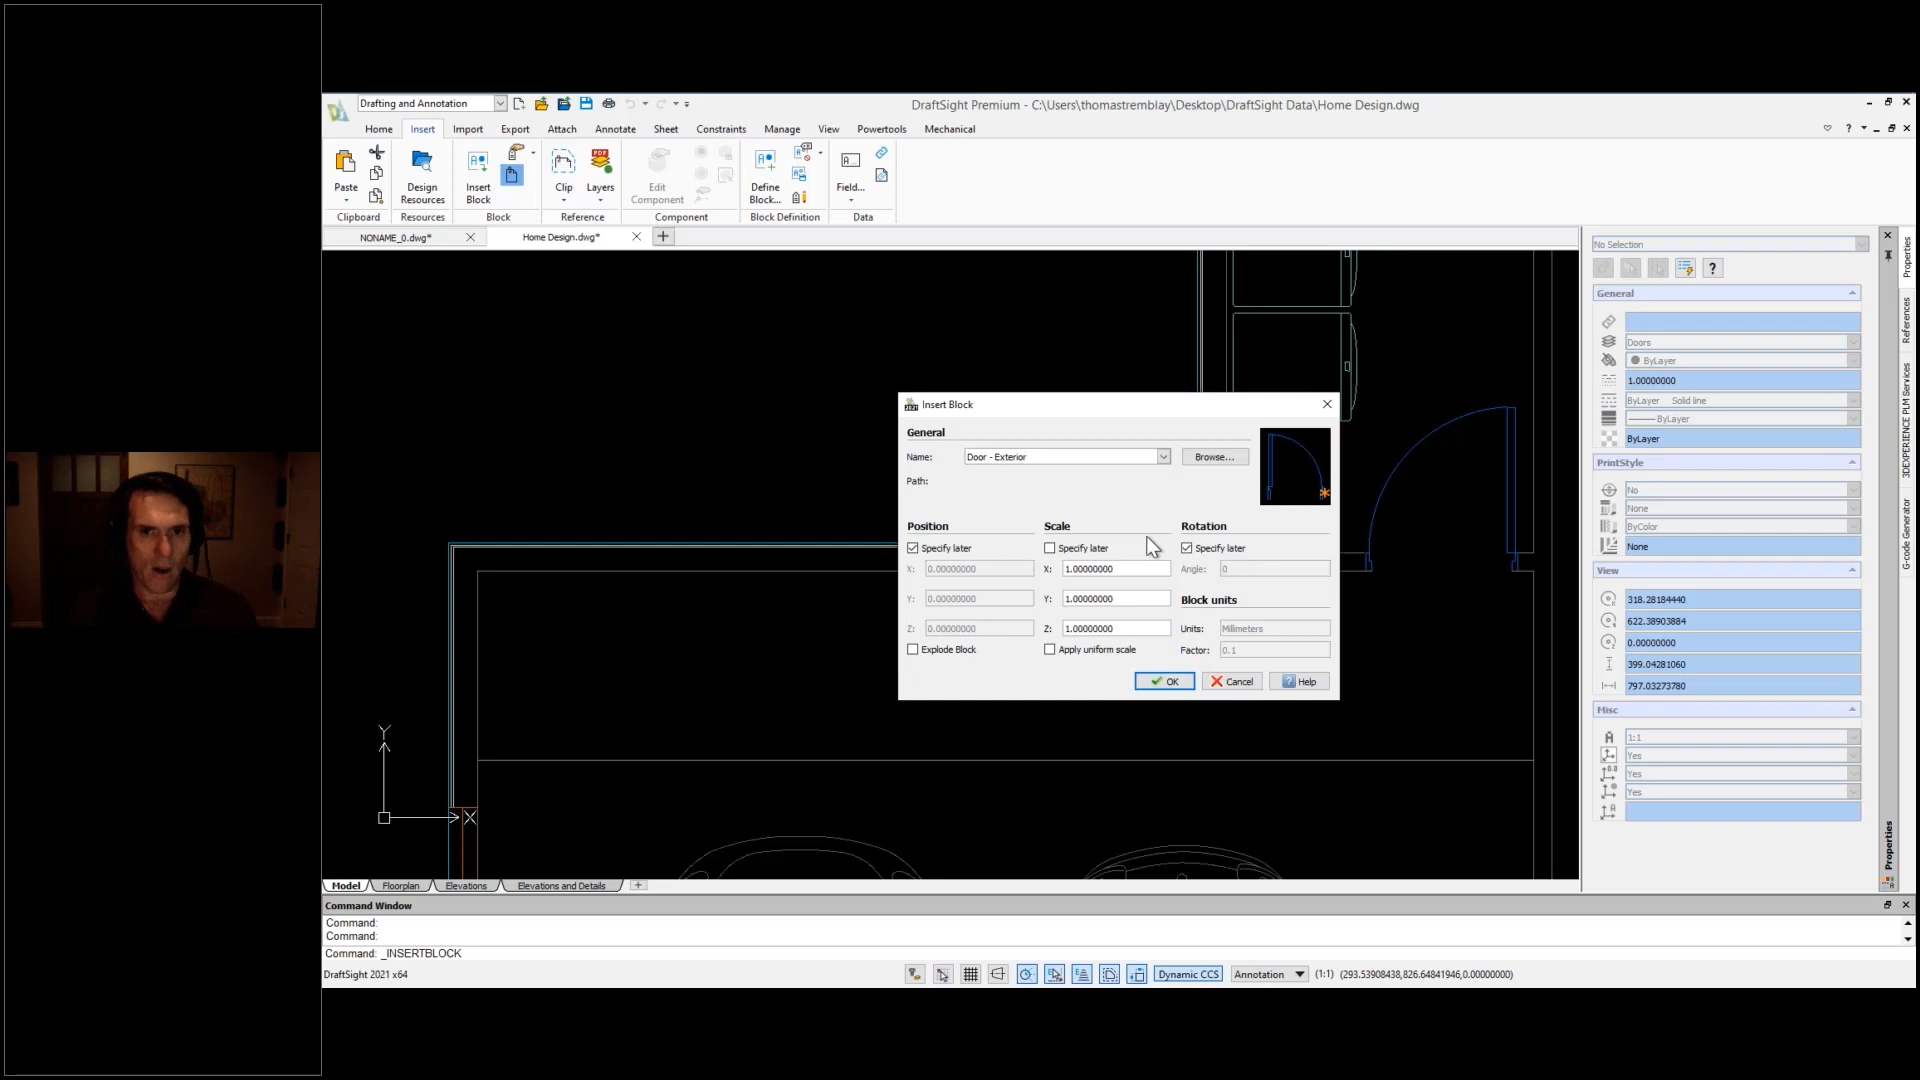 Drafting and Annotation
DraftSight Premium - C:\Users\thomastremblay\Desktop\DraftSight Data\Home Design.dwg
Home Insert Import Export Attach Annotate Sheet Constraints Manage View Powertools Mechanical
Paste
Design Resources
Insert Block
Clip
Layers
Edit Component
Define Block...
Field...
Clipboard Resources Block Reference Component Block Definition Data
NONAME_0.dwg*
Home Design.dwg*
Insert Block
General
Name: Door - Exterior Browse...
Path:
Position Scale Rotation
Specify later Specify later Specify later
X: 0.00000000 X: 1.00000000 Angle: 0
Y: 0.00000000 Y: 1.00000000 Block units
Z: 0.00000000 Z: 1.00000000 Units: Millimeters
Explode Block Apply uniform scale Factor: 0.1
OK Cancel Help
Y
X
No Selection
General
Doors
ByLayer
1.00000000
ByLayer Solid line
ByLayer
ByLayer
PrintStyle
No
None
ByColor
None
View
318.28184440
622.38903884
0.00000000
399.04281060
797.03273780
Misc
1:1
Yes
Yes
Yes
Properties
References
3DEXPERIENCE PLM Services
G-code Generator
Properties
Model Floorplan Elevations Elevations and Details
Command Window
Command:
Command:
Command: _INSERTBLOCK
DraftSight 2021 x64
Dynamic CCS Annotation (1:1) (293.53908438,826.64841946,0.00000000)